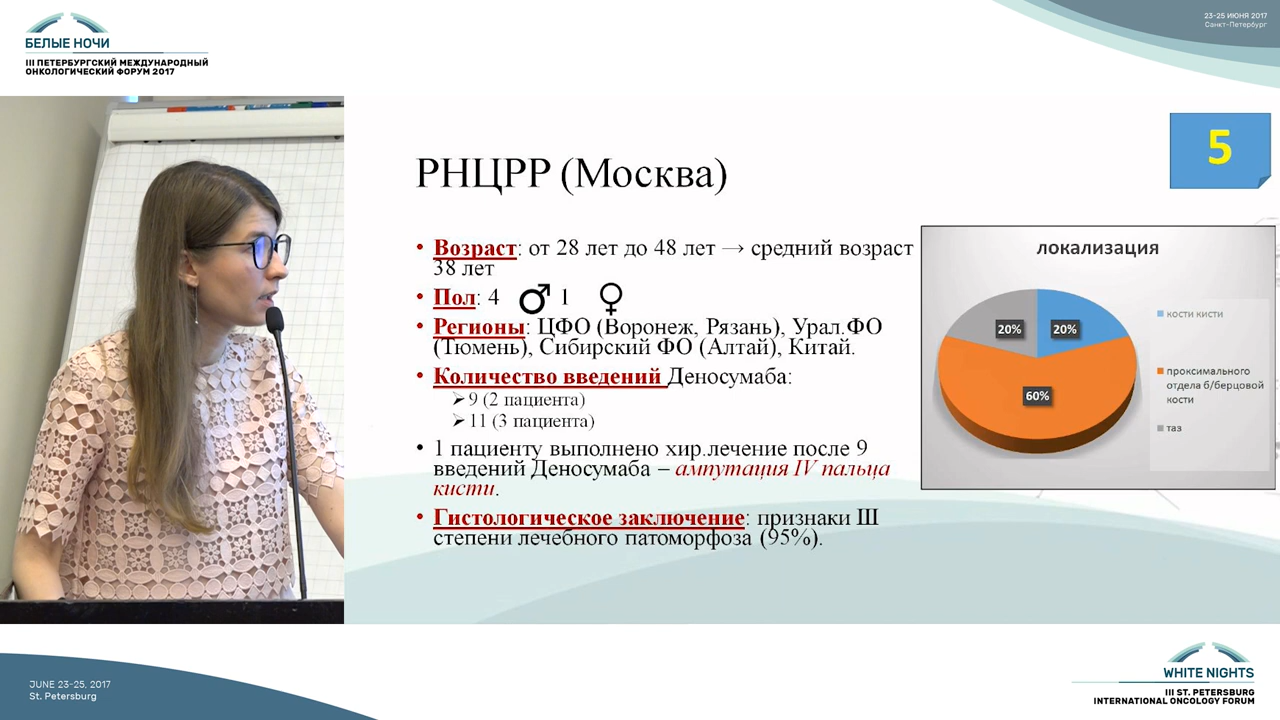 БЕЛЫЕ НОЧИ
III ПЕТЕРБУРГСКИЙ МЕЖДУНАРОДНЫЙ
ОНКОЛОГИЧЕСКИЙ ФОРУМ 2017
23-25 ИЮНЯ 2017
Санкт-Петербург
5
РНЦРР (Москва)
• Возраст: от 28 лет до 48 лет → средний возраст
38 лет
• Пол: 4 ♂ 1 ♀
• Регионы: ЦФО (Воронеж, Рязань), Урал.ФО
(Тюмень), Сибирский ФО (Алтай), Китай.
• Количество введений Деносумаба:
➢ 9 (2 пациента)
➢ 11 (3 пациента)
• 1 пациенту выполнено хир.лечение после 9
введений Деносумаба – ампутация IV пальца
кисти.
• Гистологическое заключение: признаки III
степени лечебного патоморфоза (95%).
локализация
20%
20%
60%
кости кисти
проксимального
отдела б/берцовой
кости
таз
JUNE 23-25, 2017
St. Petersburg
WHITE NIGHTS
III ST. PETERSBURG
INTERNATIONAL ONCOLOGY FORUM